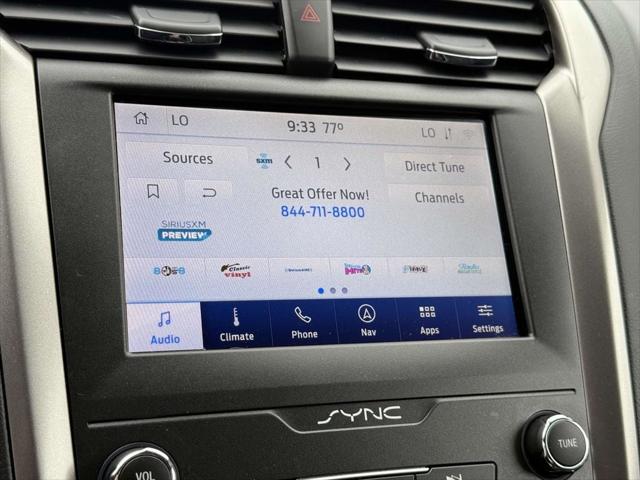 LO
9:33 77°
LO
Sources
sxm
1
Direct Tune
Great Offer Now!
844-711-8800
Channels
SIRIUSXM
PREVIEW
Classic
vinyl
Audio
Climate
Phone
Nav
Apps
Settings
SYNC
VOL
TUNE